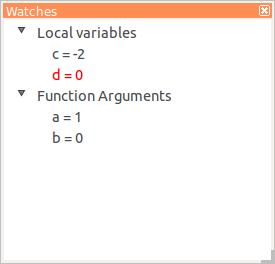 Watches
Local variables
c = -2
d = 0
Function Arguments
a = 1
b = 0